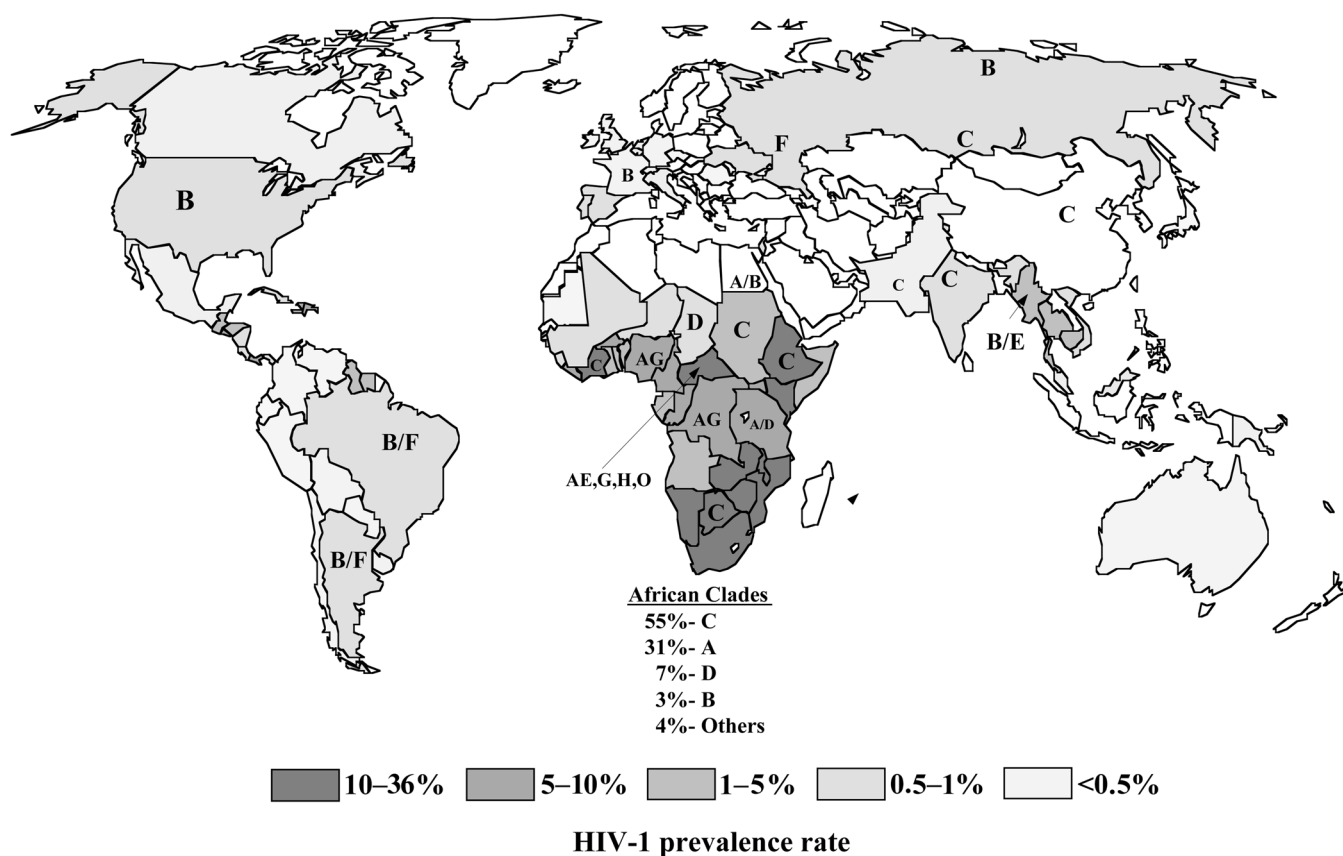 B
C
F
B
B
C
C
C
A/B
D
C
B/E
C
AG
C
AG
A/D
B/F
AE,G,H,O
C
B/F
African Clades
55%- C
31%- A
7%- D
3%- B
4%- Others
10–36%
5–10%
1–5%
0.5–1%
<0.5%
HIV-1 prevalence rate